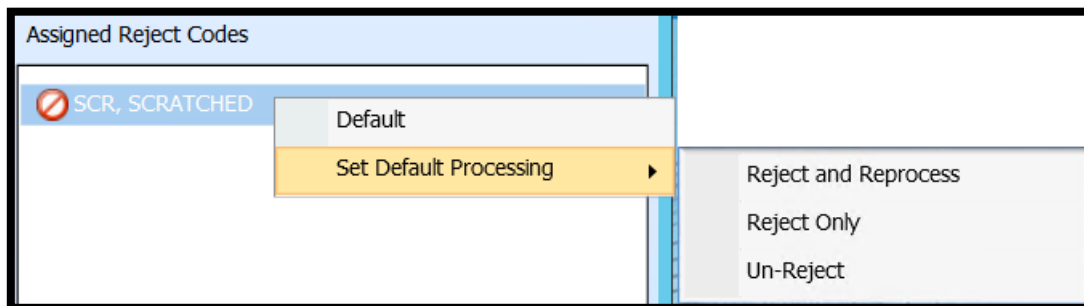 Assigned Reject Codes
SCR, SCRATCHED
Default
Set Default Processing
Reject and Reprocess
Reject Only
Un-Reject